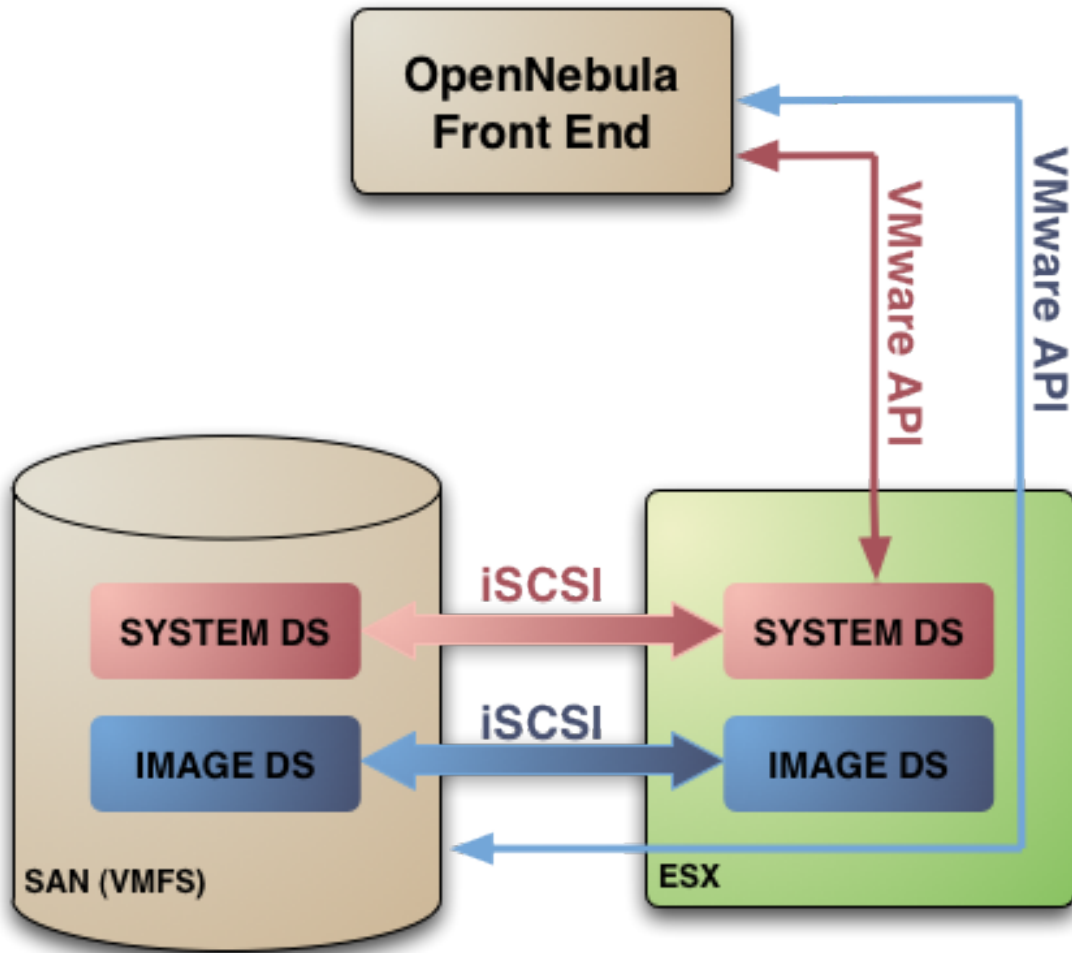 OpenNebula
Front End
VMware API
VMware API
iSCSI
SYSTEM DS
SYSTEM DS
iSCSI
IMAGE DS
IMAGE DS
SAN (VMFS)
ESX